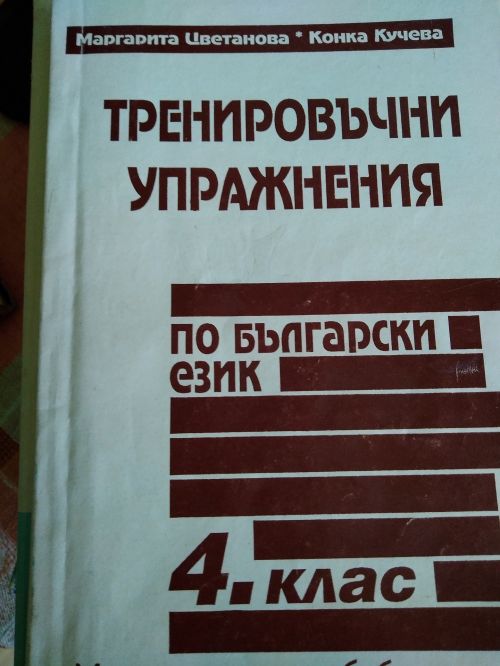 Маргарита Цветанова * Конка Кучева
ТРЕНИРОВЪЧНИ
УПРАЖНЕНИЯ
ПО БЪЛГАРСКИ
ЕЗИК
4. КЛАС